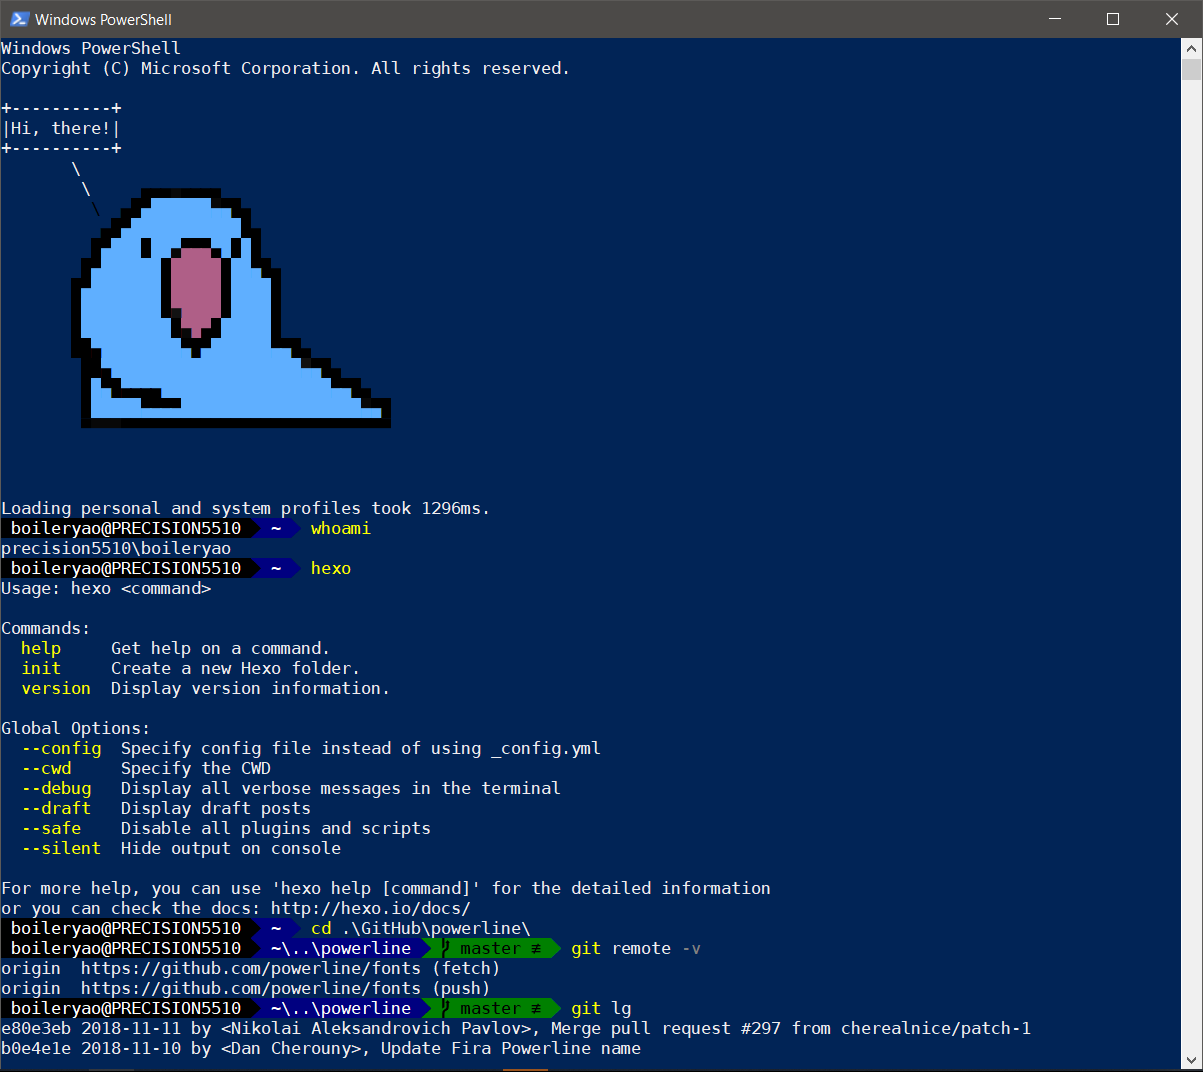 Windows PowerShell
Windows PowerShell
Copyright (C) Microsoft Corporation. All rights reserved.
+----------+
|Hi, there!|
+----------+
\
\
\
Loading personal and system profiles took 1296ms.
boileryao@PRECISION5510 ~ whoami
precision5510\boileryao
boileryao@PRECISION5510 ~ hexo
Usage: hexo <command>
Commands:
help Get help on a command.
init Create a new Hexo folder.
version Display version information.
Global Options:
--config Specify config file instead of using _config.yml
--cwd Specify the CWD
--debug Display all verbose messages in the terminal
--draft Display draft posts
--safe Disable all plugins and scripts
--silent Hide output on console
For more help, you can use 'hexo help [command]' for the detailed information
or you can check the docs: http://hexo.io/docs/
boileryao@PRECISION5510 ~ cd .\GitHub\powerline\
boileryao@PRECISION5510 ~\..\powerline master ≢ git remote -v
origin https://github.com/powerline/fonts (fetch)
origin https://github.com/powerline/fonts (push)
boileryao@PRECISION5510 ~\..\powerline master ≢ git lg
e80e3eb 2018-11-11 by <Nikolai Aleksandrovich Pavlov>, Merge pull request #297 from cherealnice/patch-1
b0e4e1e 2018-11-10 by <Dan Cherouny>, Update Fira Powerline name